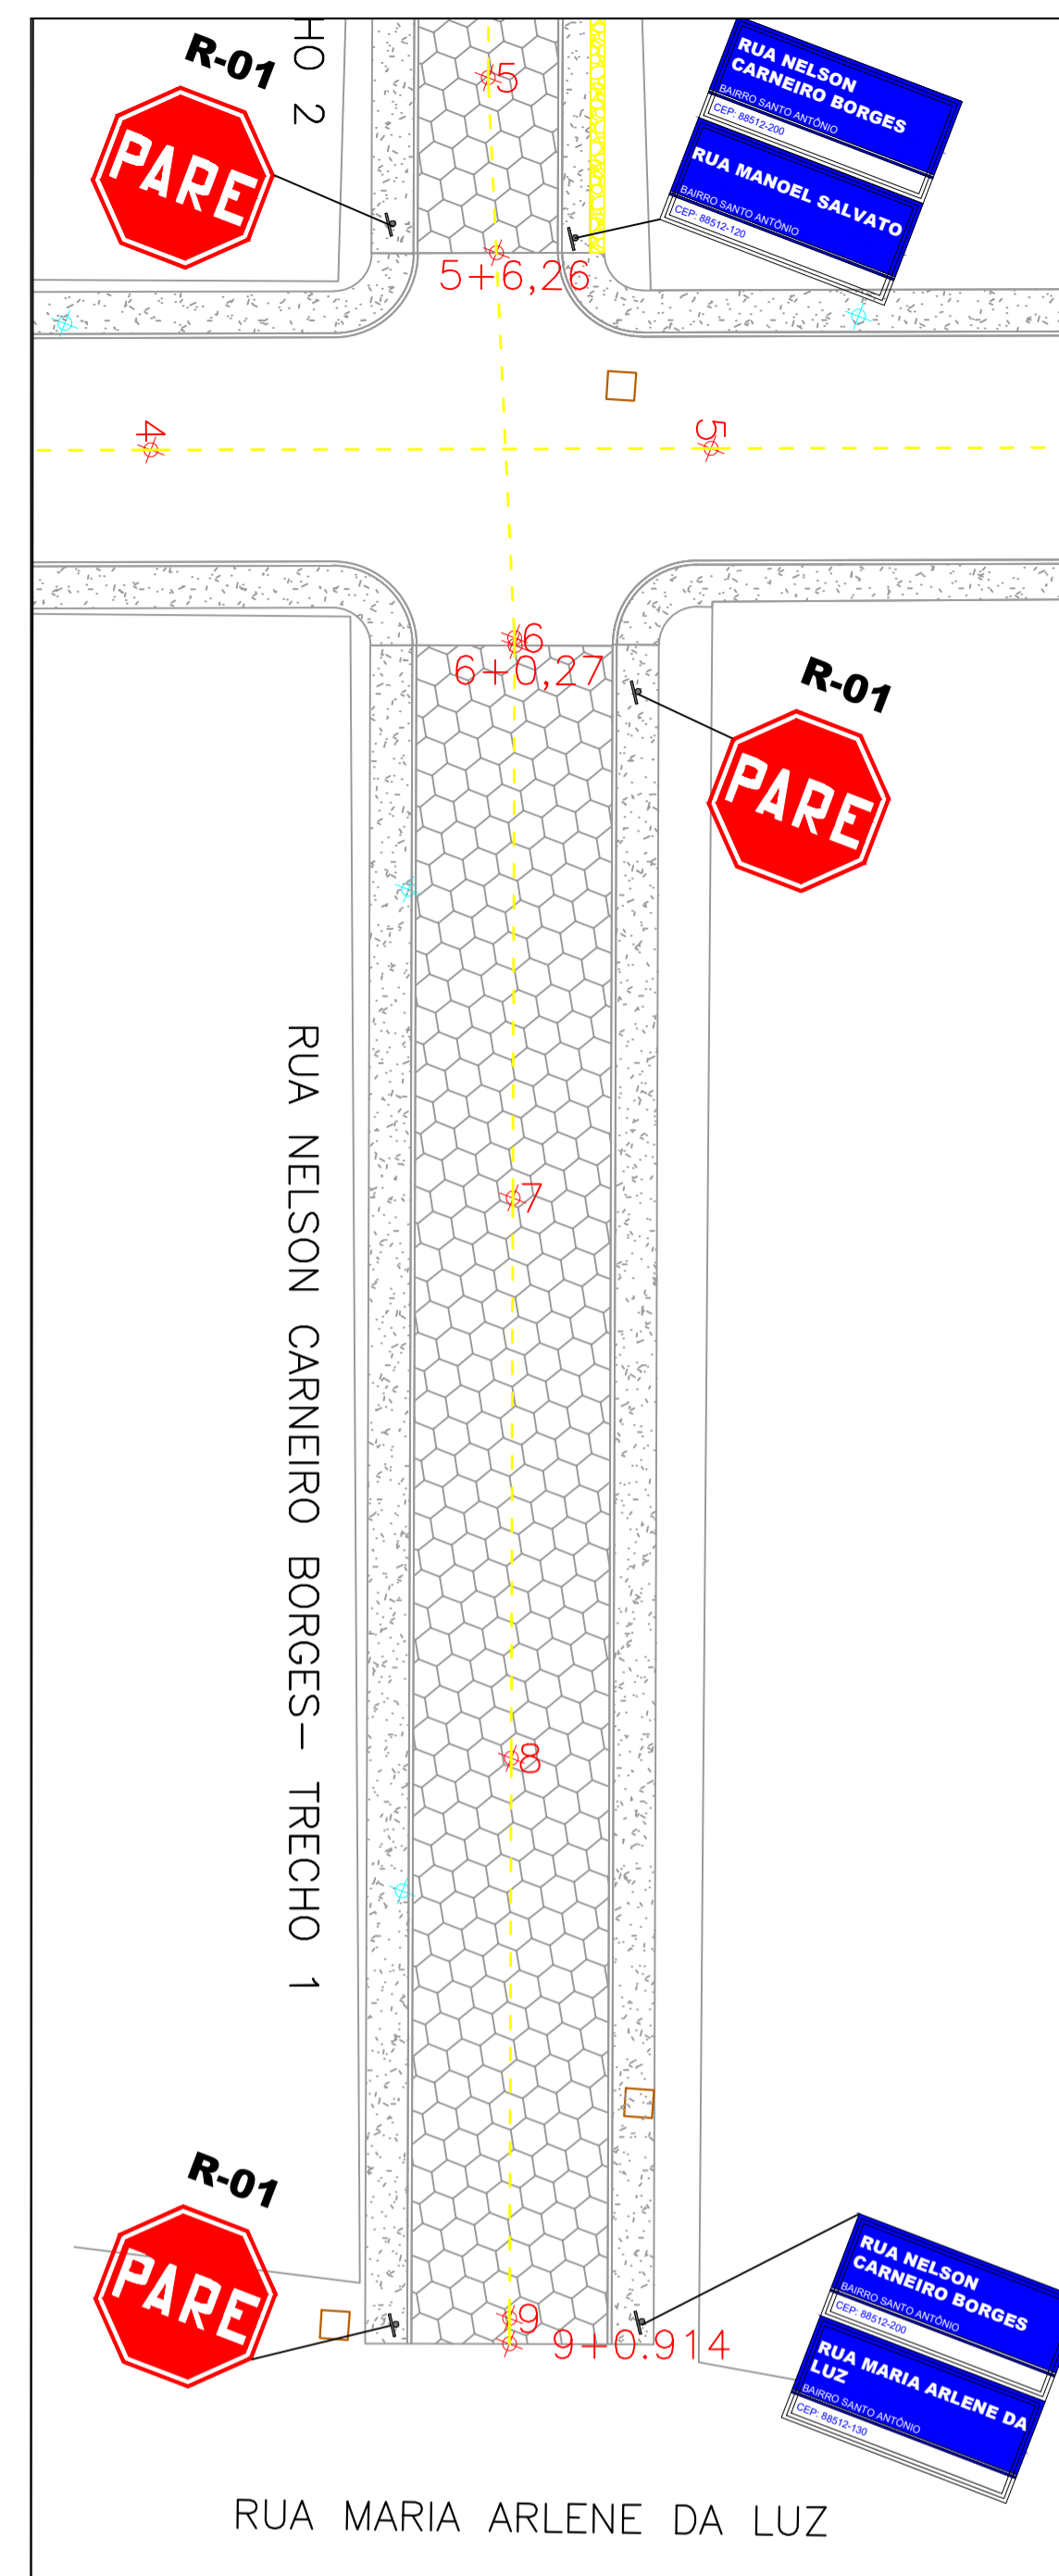 HO 2
R-01
PARE
5
RUA NELSON
CARNEIRO BORGES
BAIRRO SANTO ANTÔNIO
CEP: 88512-200
RUA MANOEL SALVATO
BAIRRO SANTO ANTÔNIO
CEP: 88512-120
5+6,26
4
5
6
6+0,27
R-01
PARE
7
RUA NELSON CARNEIRO BORGES- TRECHO 1
8
R-01
PARE
9
9+0.914
RUA NELSON
CARNEIRO BORGES
BAIRRO SANTO ANTÔNIO
CEP: 88512-200
RUA MARIA ARLENE DA
LUZ
BAIRRO SANTO ANTÔNIO
CEP: 88512-130
RUA MARIA ARLENE DA LUZ